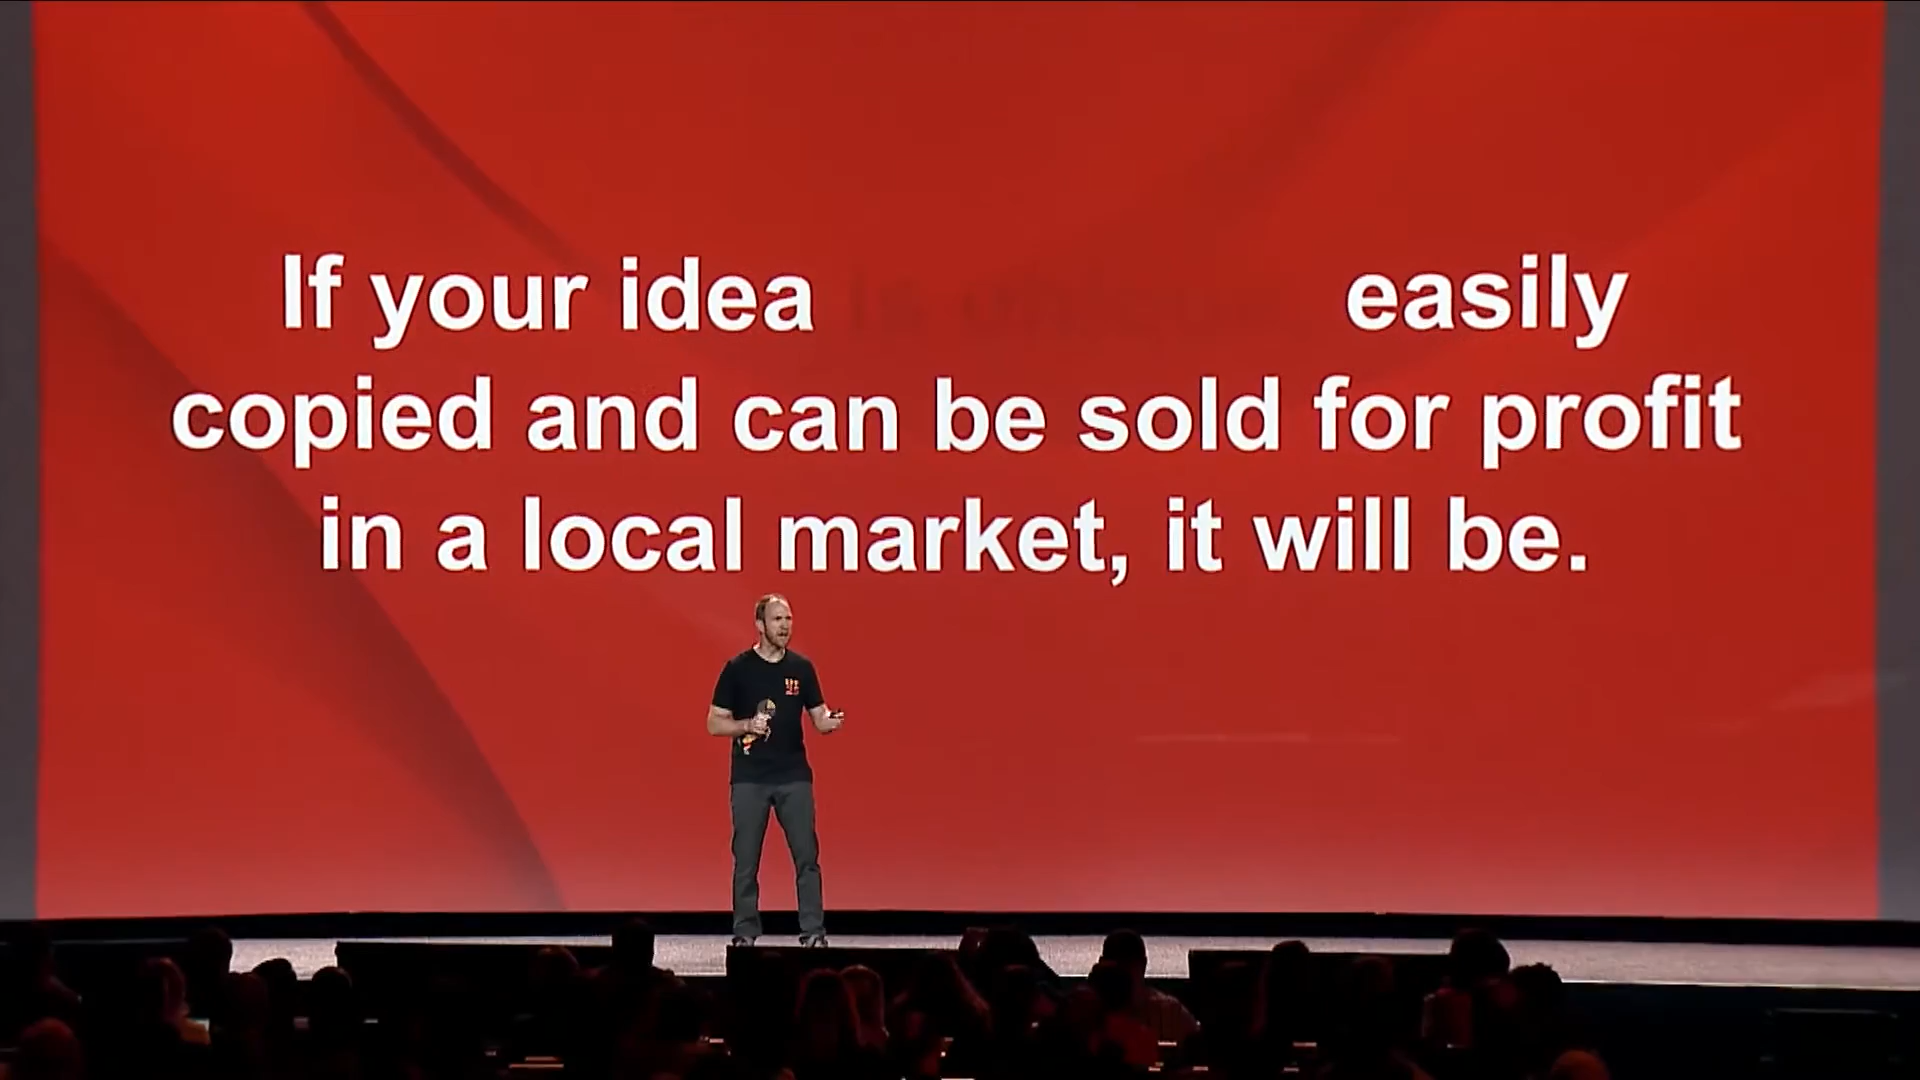 If your idea easily
copied and can be sold for profit
in a local market, it will be.